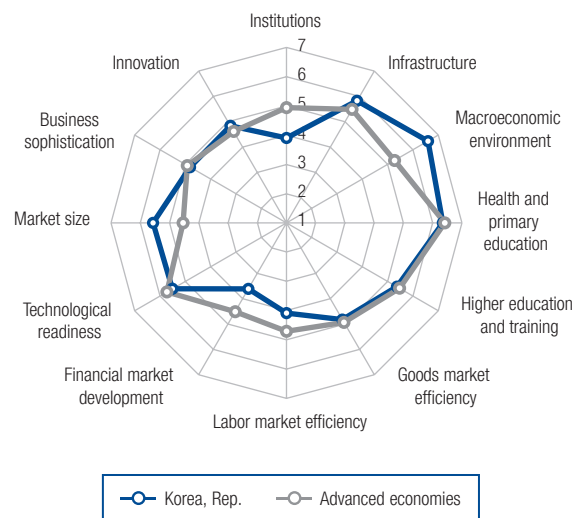 Institutions
7
6
5
4
3
2
1
Infrastructure
Macroeconomic
environment
Health and
primary
education
Higher education
and training
Goods market
efficiency
Labor market efficiency
Financial market
development
Technological
readiness
Market size
Business
sophistication
Innovation
Korea, Rep.
Advanced economies